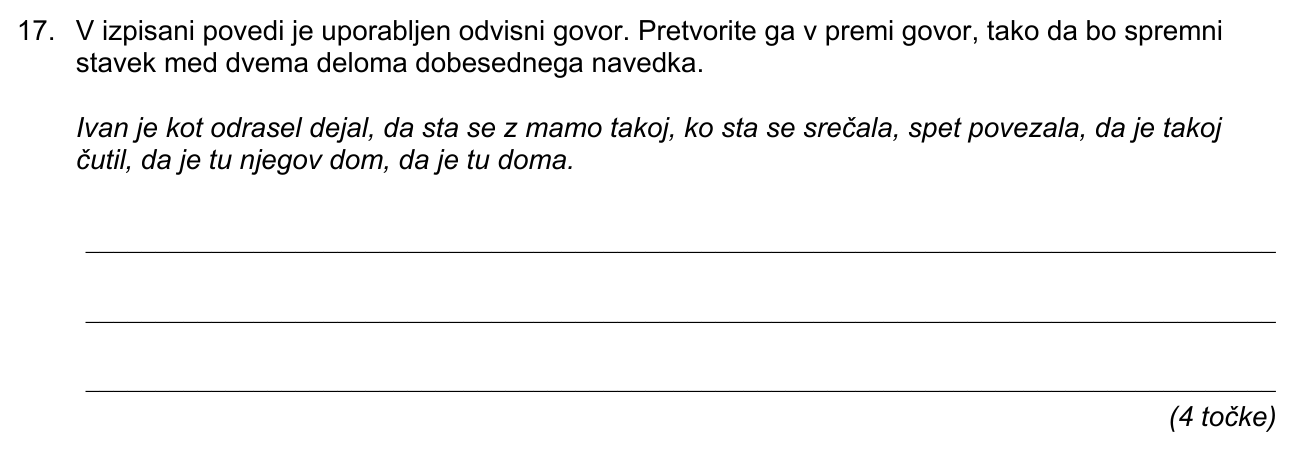 17. V izpisani povedi je uporabljen odvisni govor. Pretvorite ga v premi govor, tako da bo spremni
stavek med dvema deloma dobesednega navedka.
Ivan je kot odrasel dejal, da sta se z mamo takoj, ko sta se srečala, spet povezala, da je takoj
čutil, da je tu njegov dom, da je tu doma.
(4 točke)